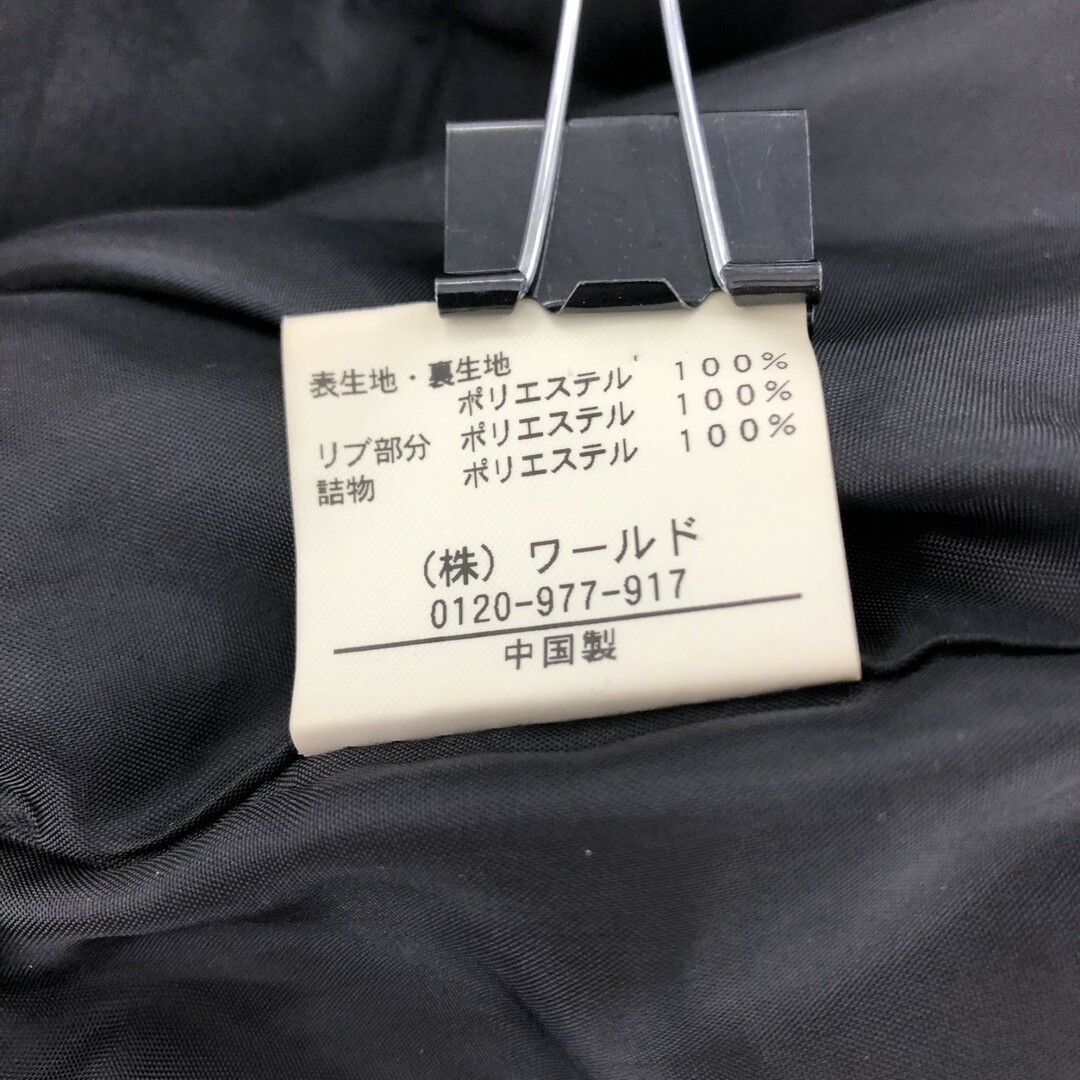 表生地・裏生地
ポリエステル 100%
リブ部分 ポリエステル 100%
詰物 ポリエステル 100%
(株) ワールド
0120-977-917
中国製